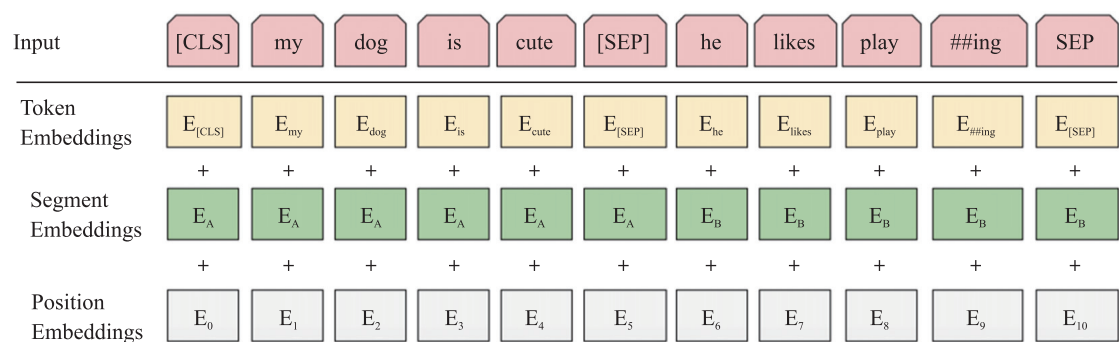 Input [CLS] my dog is cute [SEP] he likes play ##ing SEP
Token
Embeddings E[CLS] Emy Edog Eis Ecute E[SEP] Ehe Elikes Eplay E##ing E[SEP]
+ + + + + + + + + + +
Segment
Embeddings EA EA EA EA EA EA EB EB EB EB EB
+ + + + + + + + + + +
Position
Embeddings E0 E1 E2 E3 E4 E5 E6 E7 E8 E9 E10